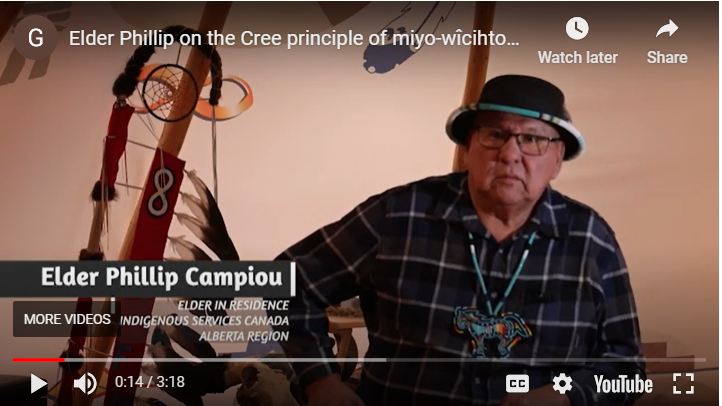 G
Elder Phillip on the Cree principle of miyo-wîcihto...
Watch later
Share
8
Elder Phillip Campiou
ELDER IN RESIDENCE
MORE VIDEOS
INDIGENOUS SERVICES CANADA
ALBERTA REGION
0:14 / 3:18
CC
YouTube